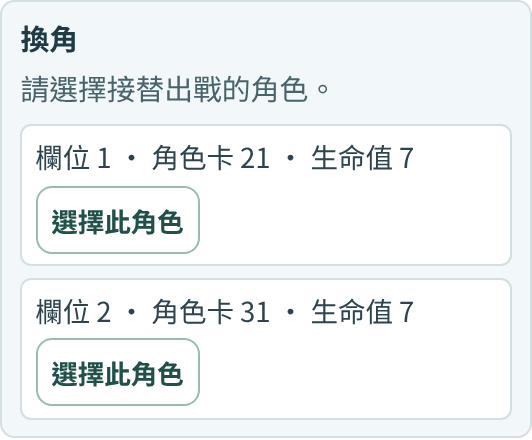 換角
請選擇接替出戰的角色。
欄位 1 · 角色卡 21 · 生命值 7
選擇此角色
欄位 2 · 角色卡 31 · 生命值 7
選擇此角色